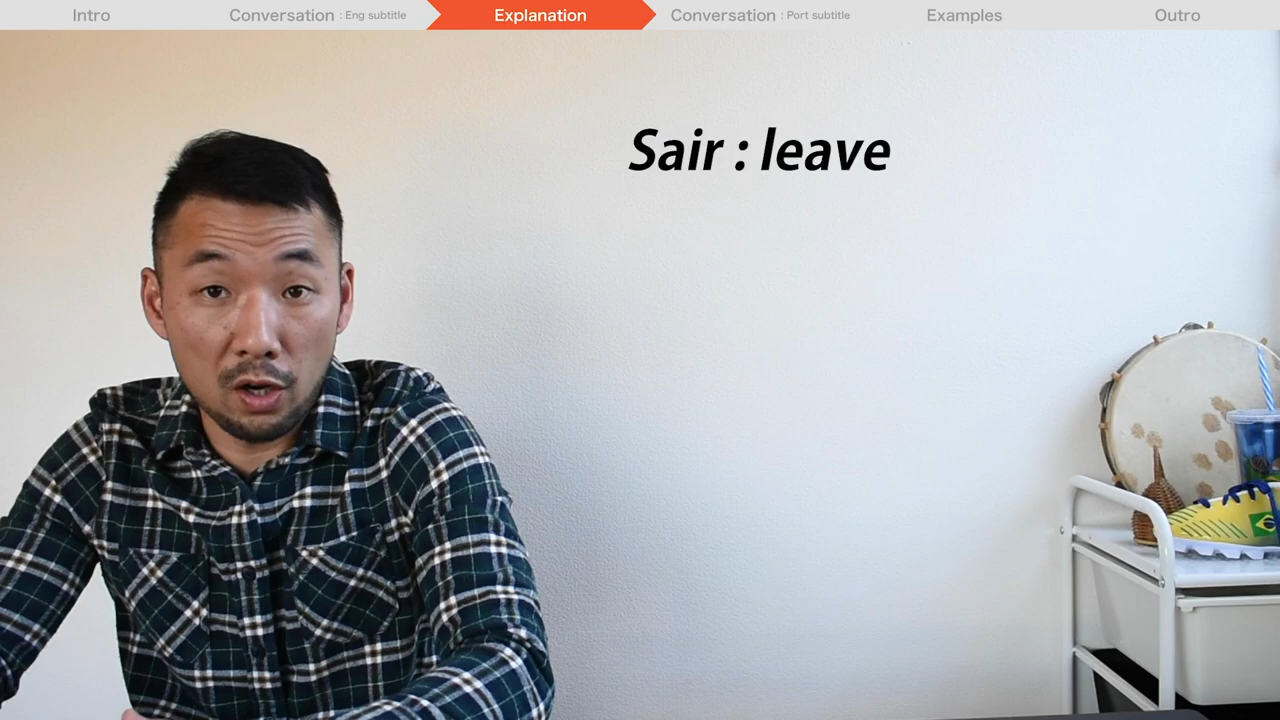 Intro
Conversation : Eng subtitle
Explanation
Conversation : Port subtitle
Examples
Outro
Sair : leave